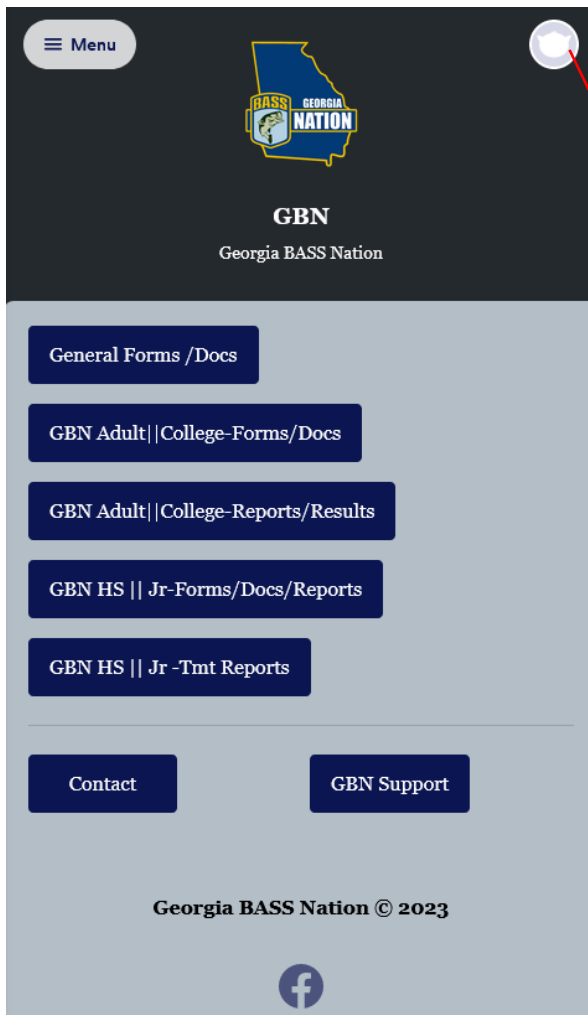 Menu
BASS GEORGIA
NATION
GBN
Georgia BASS Nation
General Forms /Docs
GBN Adult||College-Forms/Docs
GBN Adult||College-Reports/Results
GBN HS || Jr-Forms/Docs/Reports
GBN HS || Jr -Tmt Reports
Contact GBN Support
Georgia BASS Nation © 2023